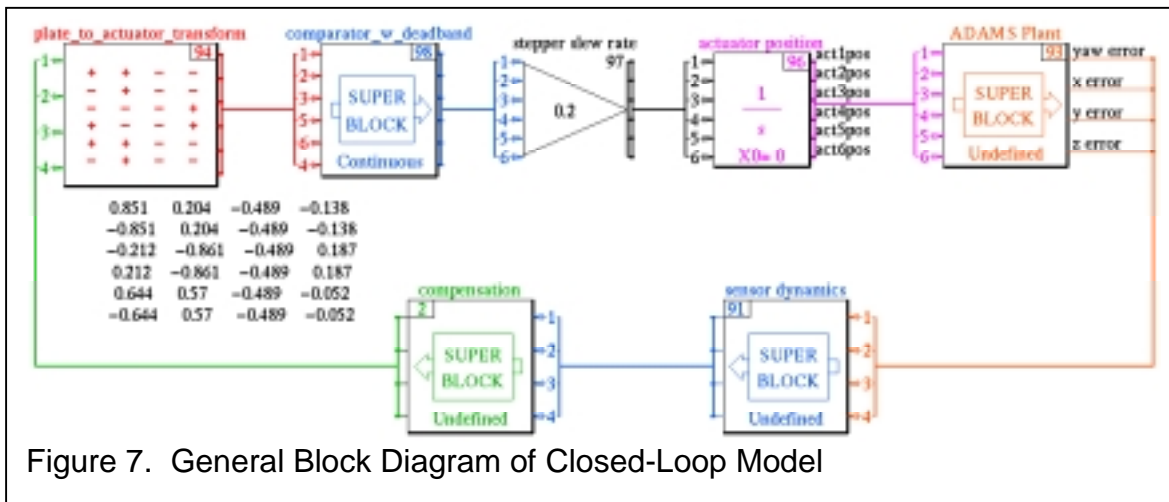 plate_to_actuator_transform
94
+ + − −
− + − −
− − − +
+ − − +
+ + − −
− + − −
1
2
3
4
comparator_w_deadband
98
1
2
3
4
5
6
SUPER
BLOCK
Continuous
stepper slew rate
97
1
2
3
4
5
6
0.2
actuator position
96
1
2
3
4
5
6
1
s
X0= 0
act1pos
act2pos
act3pos
act4pos
act5pos
act6pos
ADAMS Plant
93
1
2
3
4
5
6
SUPER
BLOCK
Undefined
yaw error
x error
y error
z error
0.851 0.204 −0.489 −0.138
−0.851 0.204 −0.489 −0.138
−0.212 −0.861 −0.489 0.187
0.212 −0.861 −0.489 0.187
0.644 0.57 −0.489 −0.052
−0.644 0.57 −0.489 −0.052
compensation
2
SUPER
BLOCK
Undefined
1
2
3
4
sensor dynamics
91
SUPER
BLOCK
Undefined
1
2
3
4
Figure 7. General Block Diagram of Closed-Loop Model